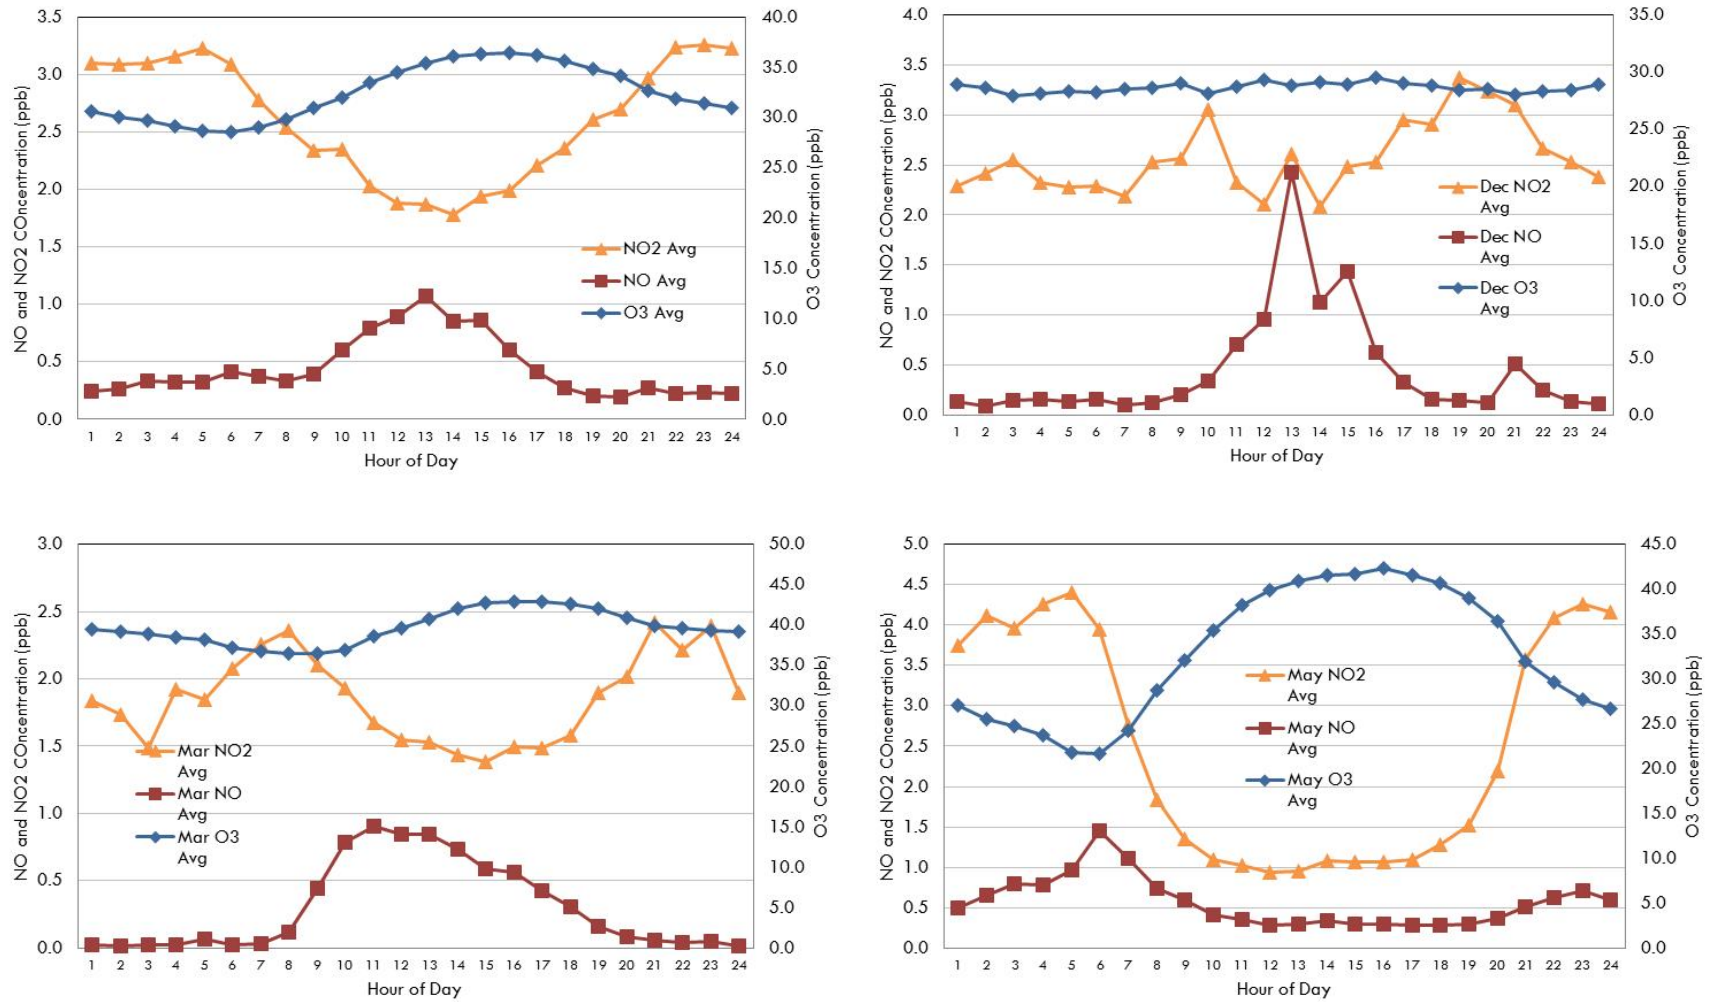 3.5
3.0
2.5
2.0
1.5
1.0
0.5
0.0
NO and NO2 COncentration (ppb)
40.0
35.0
30.0
25.0
20.0
15.0
10.0
5.0
0.0
O3 Concentration (ppb)
NO2 Avg
NO Avg
O3 Avg
1 2 3 4 5 6 7 8 9 10 11 12 13 14 15 16 17 18 19 20 21 22 23 24
Hour of Day
4.0
3.5
3.0
2.5
2.0
1.5
1.0
0.5
0.0
NO and NO2 COncentration (ppb)
35.0
30.0
25.0
20.0
15.0
10.0
5.0
0.0
O3 Concentration (ppb)
Dec NO2
Avg
Dec NO
Avg
Dec O3
Avg
1 2 3 4 5 6 7 8 9 10 11 12 13 14 15 16 17 18 19 20 21 22 23 24
Hour of Day
3.0
2.5
2.0
1.5
1.0
0.5
0.0
NO and NO2 COncentration (ppb)
50.0
45.0
40.0
35.0
30.0
25.0
20.0
15.0
10.0
5.0
0.0
O3 Concentration (ppb)
Mar NO2
Avg
Mar NO
Avg
Mar O3
Avg
1 2 3 4 5 6 7 8 9 10 11 12 13 14 15 16 17 18 19 20 21 22 23 24
Hour of Day
5.0
4.5
4.0
3.5
3.0
2.5
2.0
1.5
1.0
0.5
0.0
NO and NO2 COncentration (ppb)
45.0
40.0
35.0
30.0
25.0
20.0
15.0
10.0
5.0
0.0
O3 Concentration (ppb)
May NO2
Avg
May NO
Avg
May O3
Avg
1 2 3 4 5 6 7 8 9 10 11 12 13 14 15 16 17 18 19 20 21 22 23 24
Hour of Day